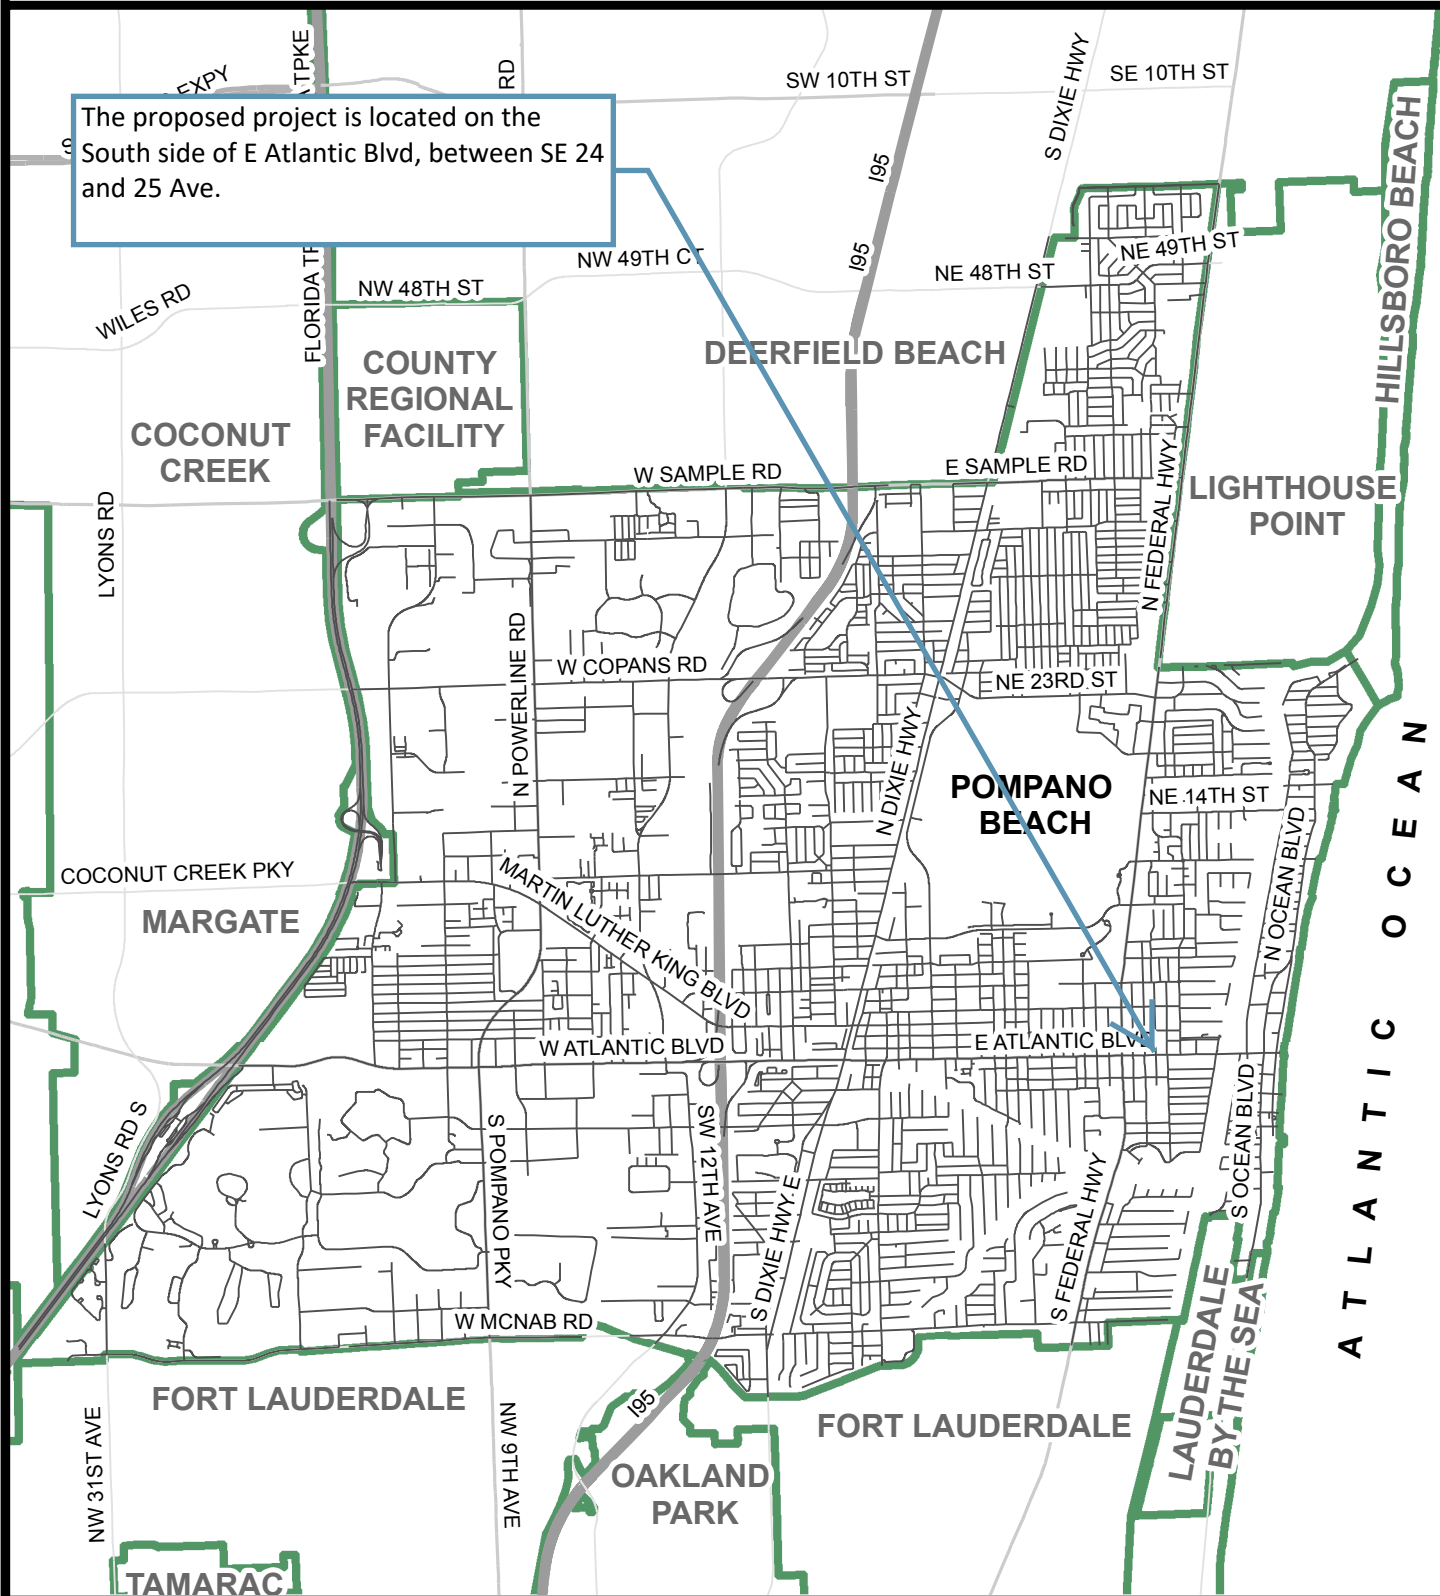 EXPY
TPKE
RD
SW 10TH ST
S DIXIE HWY
SE 10TH ST
The proposed project is located on the
South side of E Atlantic Blvd, between SE 24
and 25 Ave.
I95
I95
HILLSBORO BEACH
NW 49TH CT
NE 49TH ST
NE 48TH ST
NW 48TH ST
WILES RD
FLORIDA TP
DEERFIELD BEACH
COUNTY
REGIONAL
FACILITY
COCONUT
CREEK
W SAMPLE RD
E SAMPLE RD
LIGHTHOUSE
POINT
LYONS RD
N FEDERAL HWY
N POWERLINE RD
W COPANS RD
NE 23RD ST
N DIXIE HWY
POMPANO
BEACH
NE 14TH ST
ATLANTIC OCEAN
COCONUT CREEK PKY
MARGATE
MARTIN LUTHER KING BLVD
N OCEAN BLVD
W ATLANTIC BLVD
E ATLANTIC BLVD
LYONS RD S
S POMPANO PKY
SW 12TH AVE
S DIXIE HWY E
S FEDERAL HWY
S OCEAN BLVD
W MCNAB RD
FORT LAUDERDALE
I95
FORT LAUDERDALE
LAUDERDALE
BY THE SEA
NW 31ST AVE
NW 9TH AVE
OAKLAND
PARK
TAMARAC